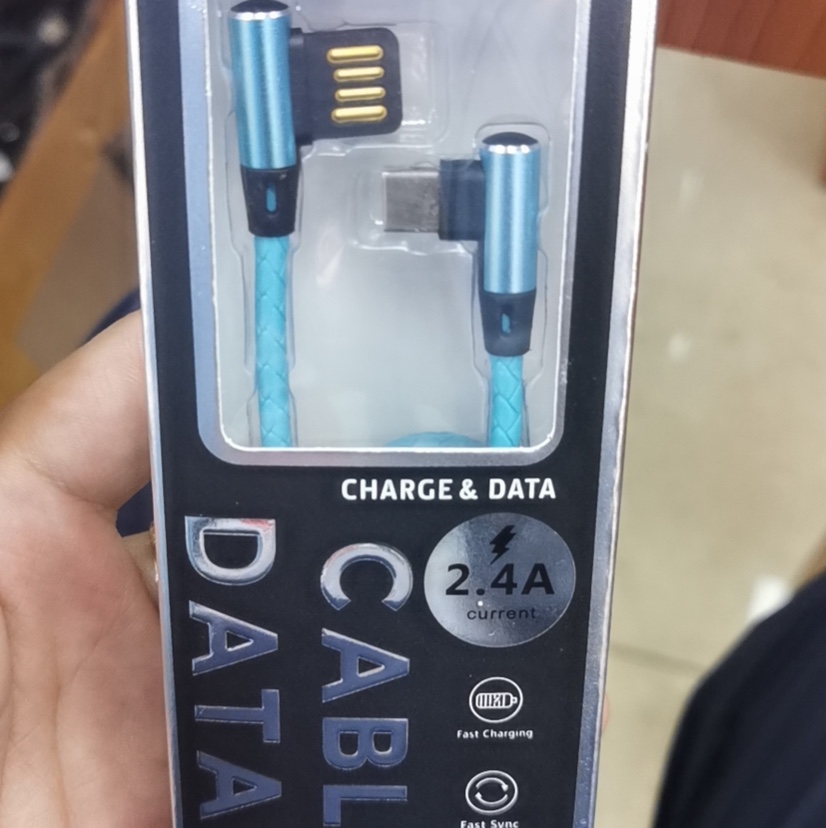 CHARGE & DATA
2.4A
current
DATA
CABL
Fast Charging
Fast Sync